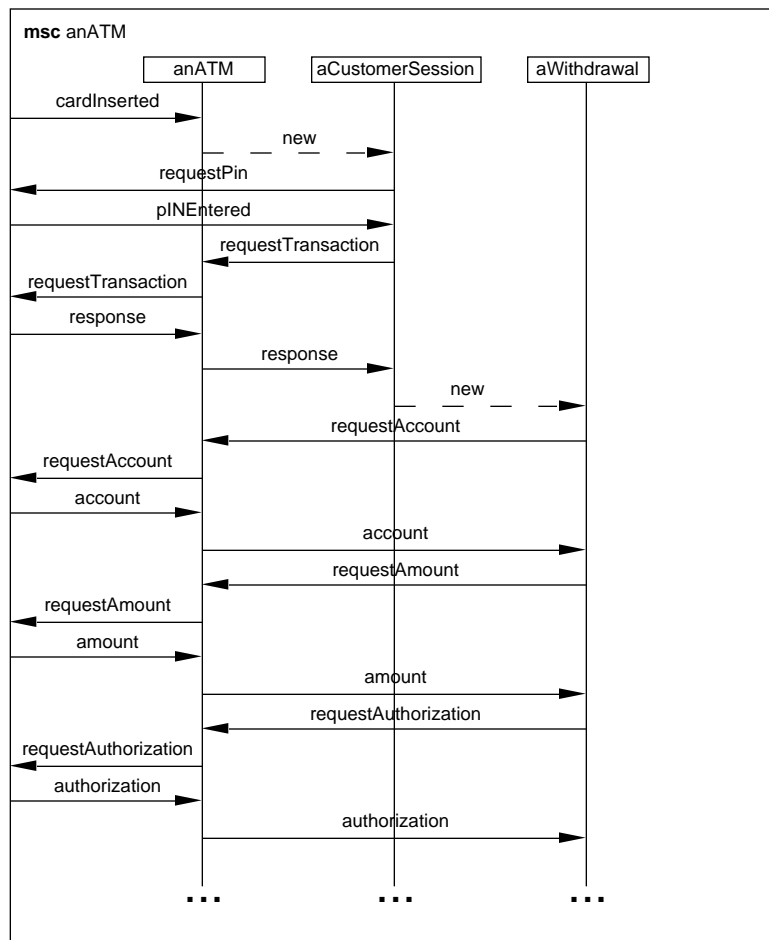 msc anATM
anATM aCustomerSession aWithdrawal
cardInserted
new
requestPin
pINEntered
requestTransaction
requestTransaction
response
response
new
requestAccount
requestAccount
account
account
requestAmount
requestAmount
amount
amount
requestAuthorization
requestAuthorization
authorization
authorization
... ... ...